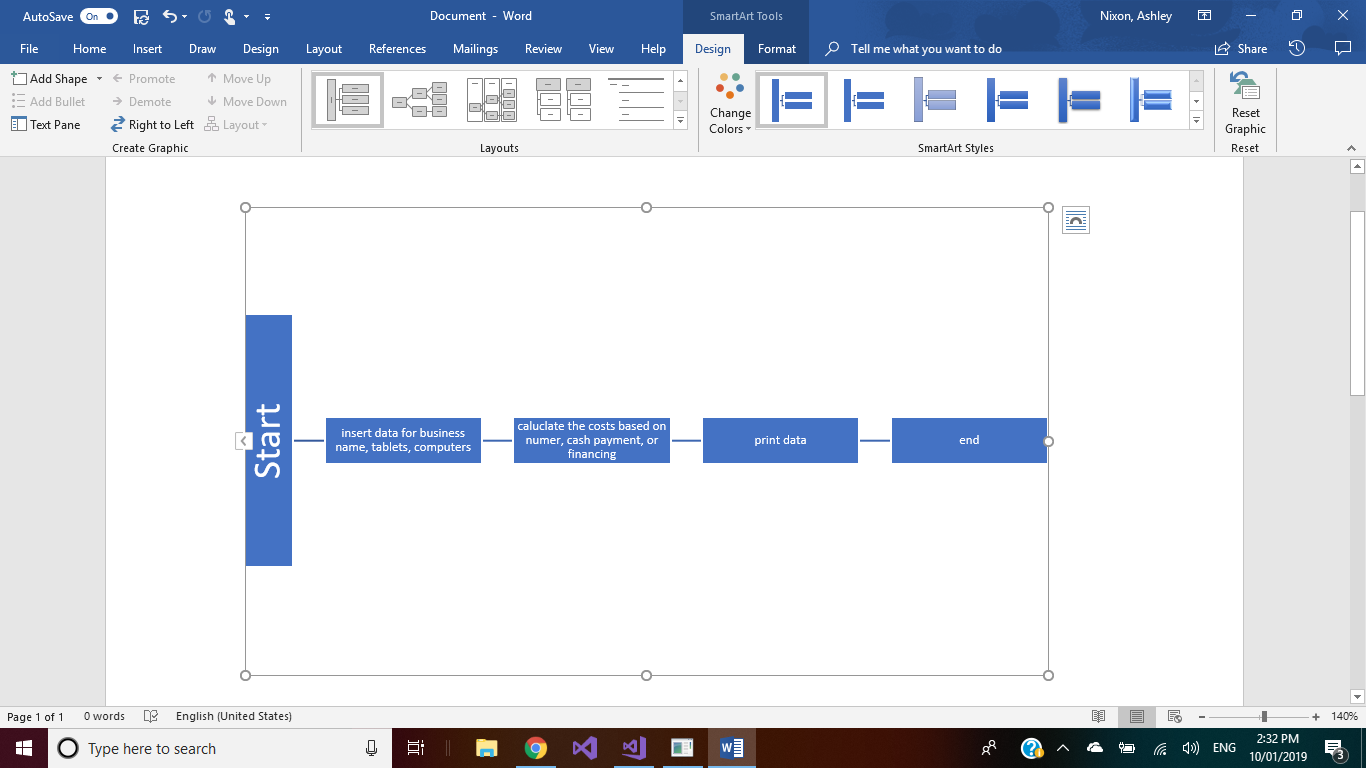 AutoSave On Document - Word SmartArt Tools Nixon, Ashley
File Home Insert Draw Design Layout References Mailings Review View Help Design Format Tell me what you want to do Share
Add Shape Promote Move Up
Add Bullet Demote Move Down
Text Pane Right to Left Layout
Create Graphic
Layouts
Change
Colors
SmartArt Styles
Reset
Graphic
Reset
Start
insert data for business
name, tablets, computers
caluclate the costs based on
numer, cash payment, or
financing
print data
end
Page 1 of 1 0 words English (United States) 140%
Type here to search
ENG
2:32 PM
10/01/2019
3